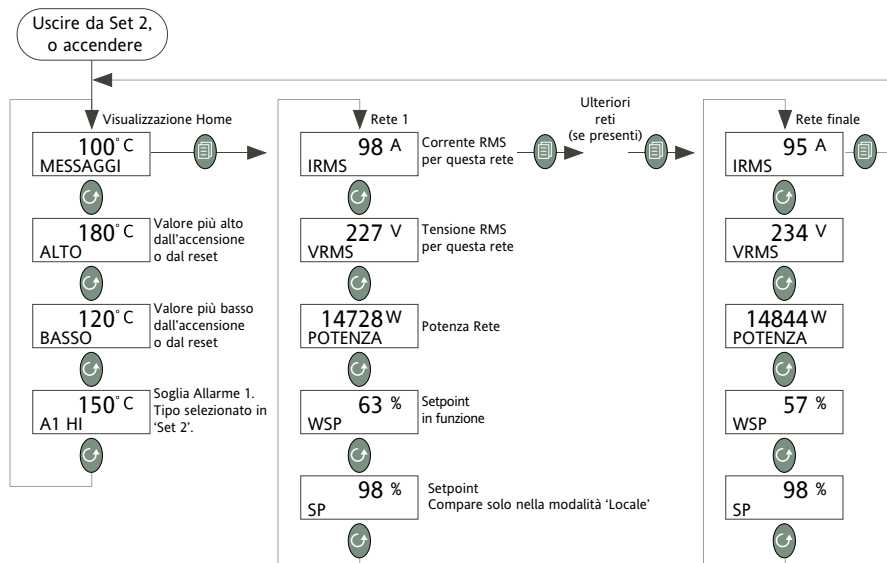 Uscire da Set 2,
o accendere
Visualizzazione Home
100°C
MESSAGGI
180°C
ALTO
Valore più alto
dall'accensione
o dal reset
120°C
BASSO
Valore più basso
dall'accensione
o dal reset
150°C
A1 HI
Soglia Allarme 1.
Tipo selezionato in
‘Set 2’.
Rete 1
98 A
IRMS
Corrente RMS
per questa rete
227 V
VRMS
Tensione RMS
per questa rete
14728 W
POTENZA
Potenza Rete
63 %
WSP
Setpoint
in funzione
98 %
SP
Setpoint
Compare solo nella modalità ‘Locale’
Ulteriori
reti
(se presenti)
Rete finale
95 A
IRMS
234 V
VRMS
14844 W
POTENZA
57 %
WSP
98 %
SP